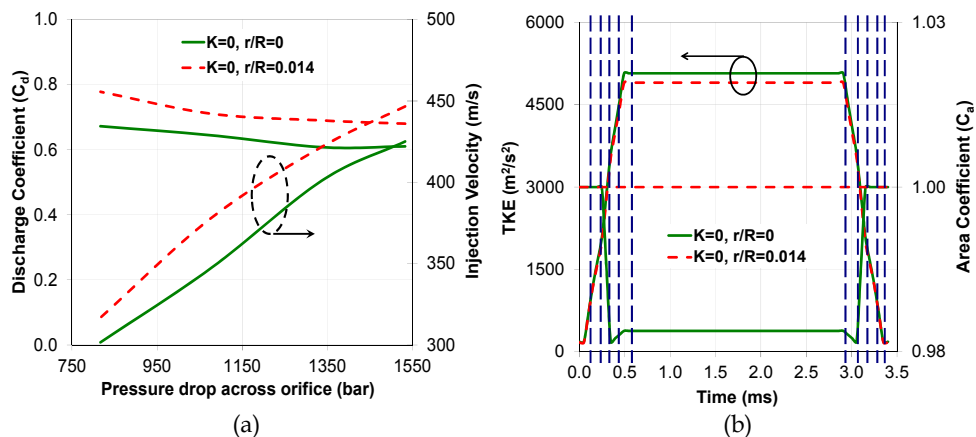 Discharge Coefficient (Cd)
1.0
0.8
0.6
0.4
0.2
0.0
K=0, r/R=0
K=0, r/R=0.014
500
450
400
350
300
Injection Velocity (m/s)
750 950 1150 1350 1550
Pressure drop across orifice (bar)
(a)
TKE (m²/s²)
6000
4500
3000
1500
0
K=0, r/R=0
K=0, r/R=0.014
1.03
1.00
0.98
Area Coefficient (Ca)
0.0 0.5 1.0 1.5 2.0 2.5 3.0 3.5
Time (ms)
(b)